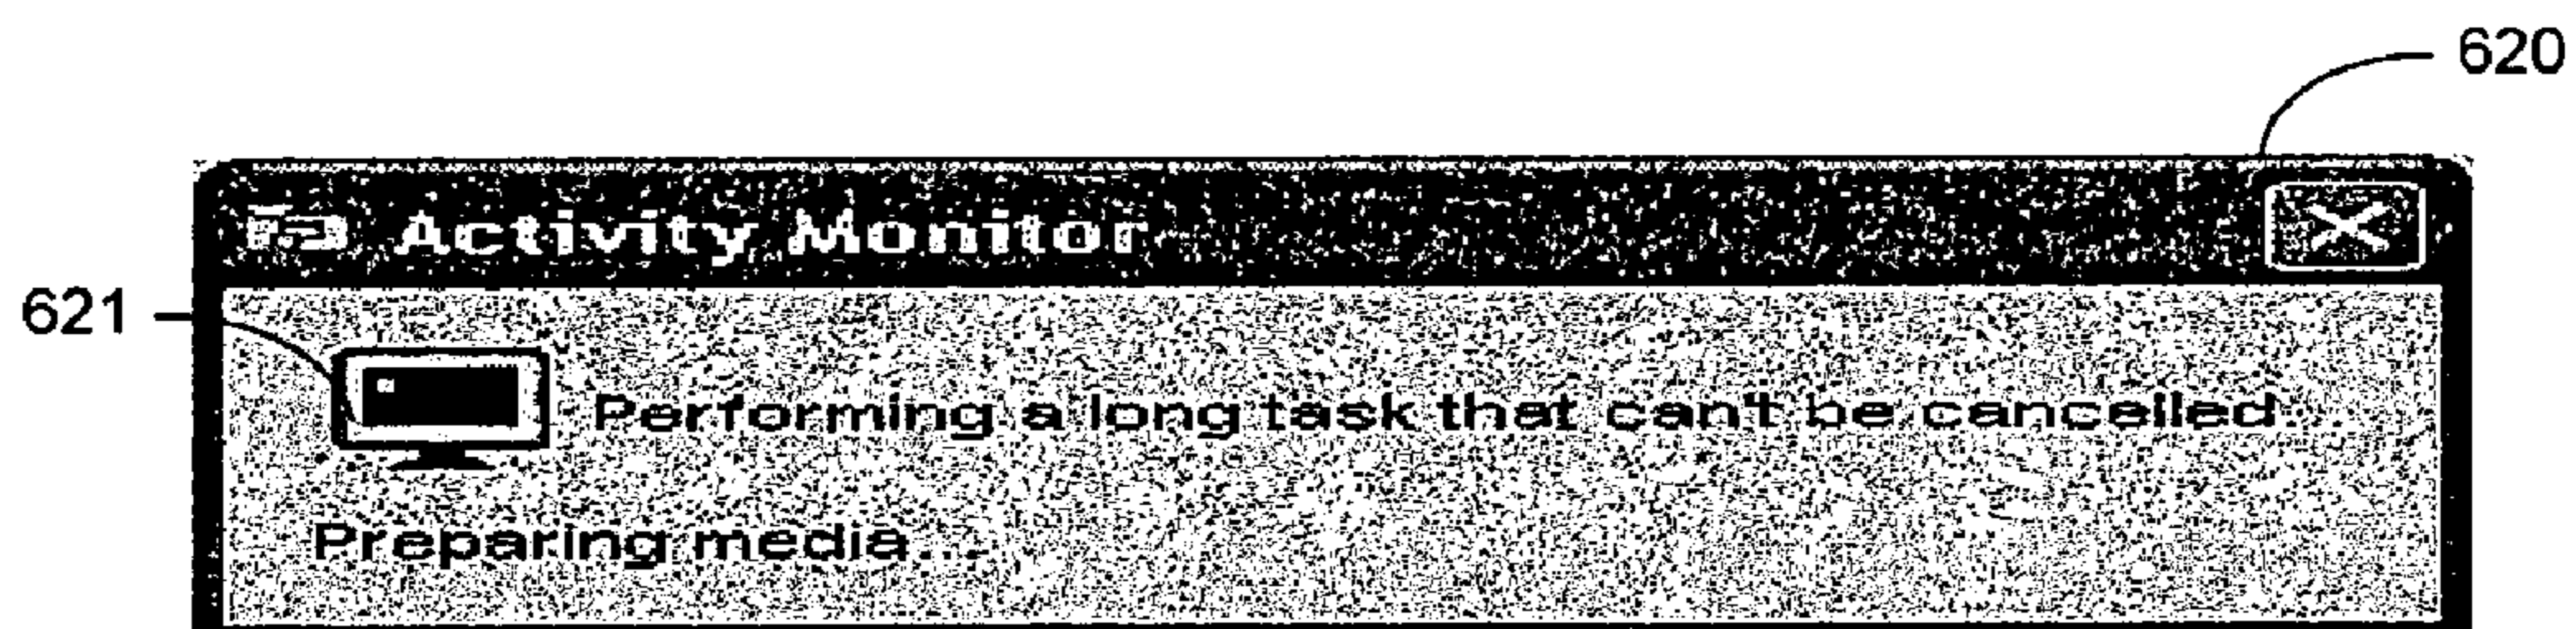 620
Activity Monitor
621
Performing a long task that can't be cancelled...
Preparing media...